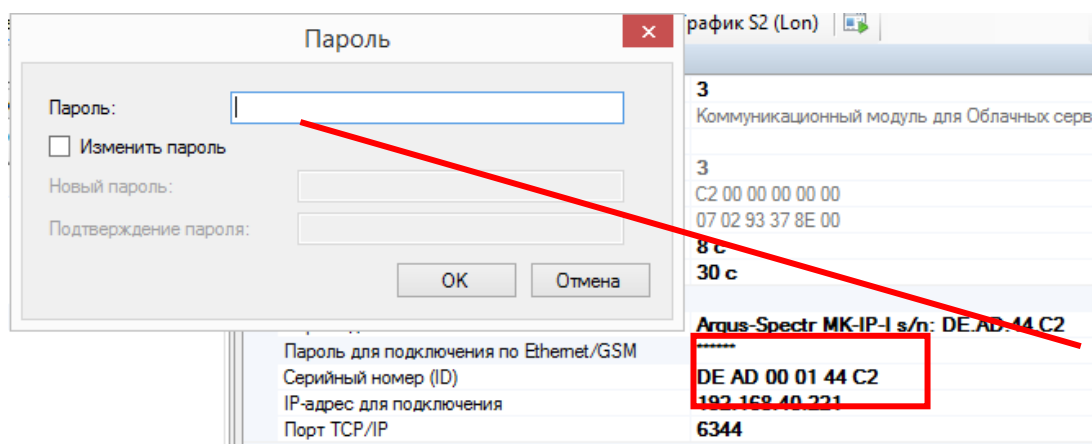 Пароль
рафик S2 (Lon)
Пароль:
Изменить пароль
Новый пароль:
Подтверждение пароля:
OK
Отмена
3
Коммуникационный модуль для Облачных серв
3
C2 00 00 00 00 00
07 02 93 37 8E 00
8 с
30 с
Argus-Spectr MK-IP-I s/n: DE.AD:44 C2
Пароль для подключения по Ethernet/GSM
******
Серийный номер (ID)
DE AD 00 01 44 C2
IP-адрес для подключения
192.168.40.221
Порт TCP/IP
6344